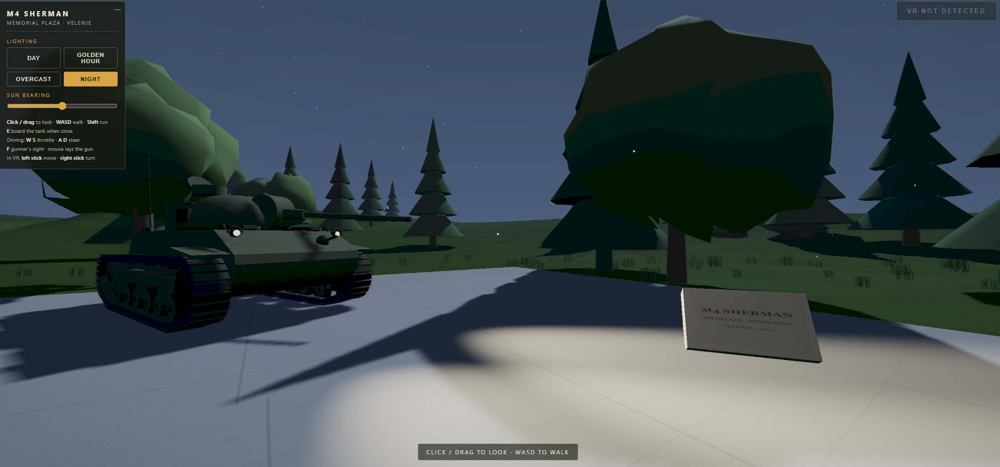 M4 SHERMAN
MEMORIAL PLAZA · VELENJE
LIGHTING
DAY
GOLDEN
HOUR
OVERCAST
NIGHT
SUN BEARING
Click / drag to look · WASD walk · Shift run
E board the tank when close
Driving: W S throttle · A D steer
F gunner's sight · mouse lays the gun
In VR: left stick move · right stick turn
VR NOT DETECTED
M4 SHERMAN
SPOMENIK · MEMORIAL
VELENJE · 1945
CLICK / DRAG TO LOOK · WASD TO WALK